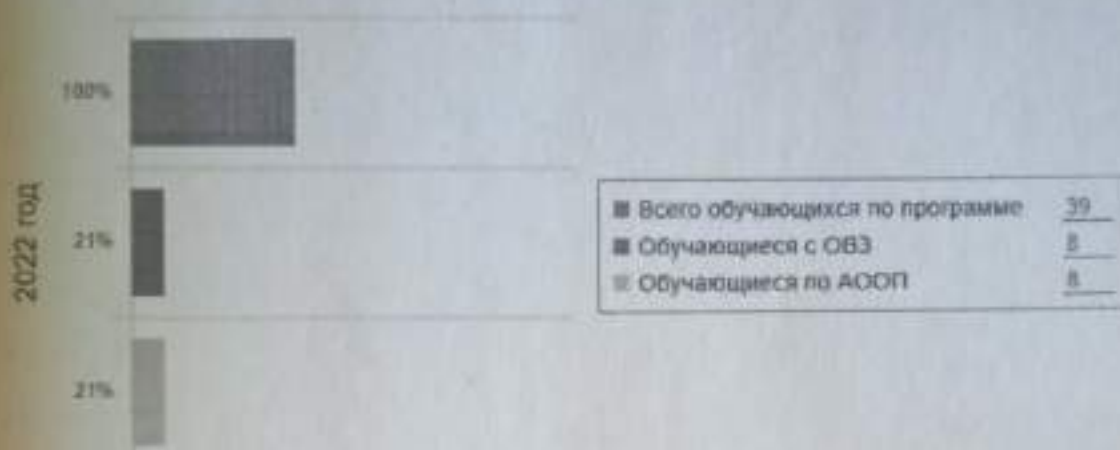 100%
2022 год
21%
21%
Всего обучающихся по программе 39
Обучающиеся с ОВЗ 8
Обучающиеся по АООП 8